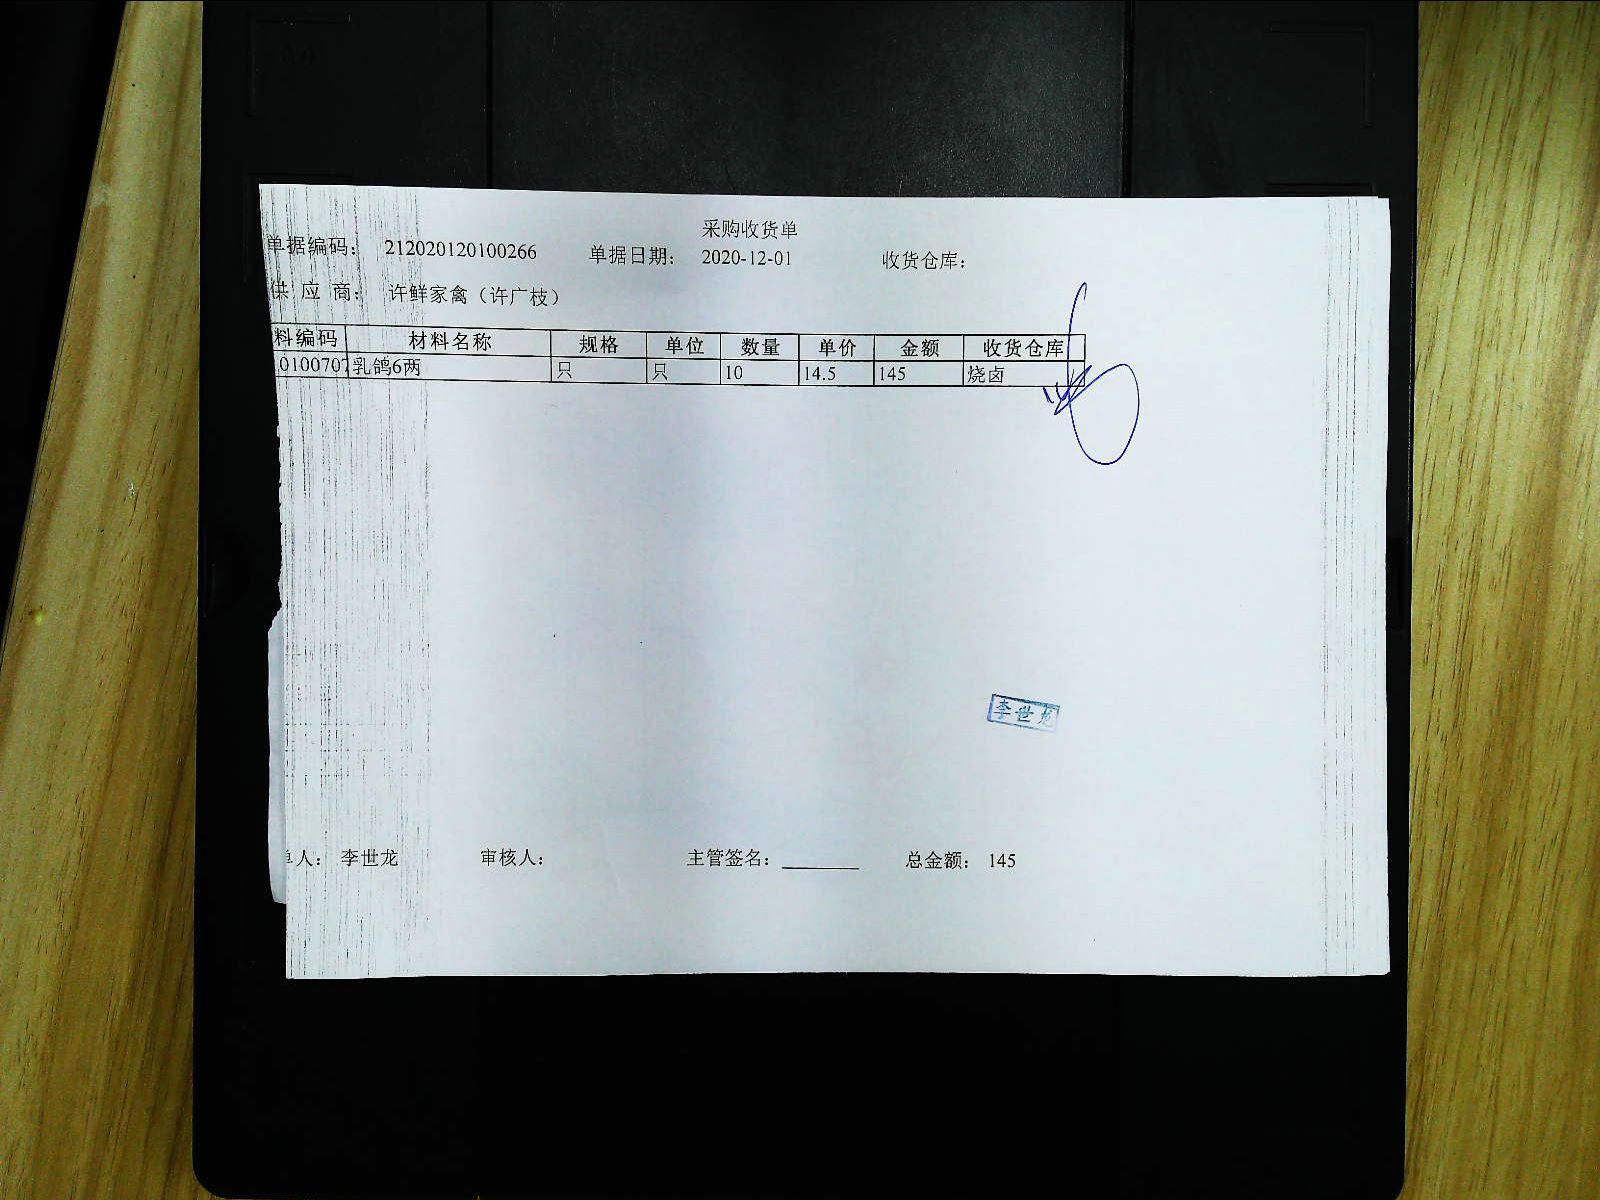 采购收货单
单据编码： 212020120100266 单据日期： 2020-12-01 收货仓库：
供 应 商： 许鲜家禽（许广枝）
料编码 材料名称 规格 单位 数量 单价 金额 收货仓库
0100707 乳鸽6两 只 只 10 14.5 145 烧卤
李世龙
单人： 李世龙 审核人： 主管签名： 总金额： 145